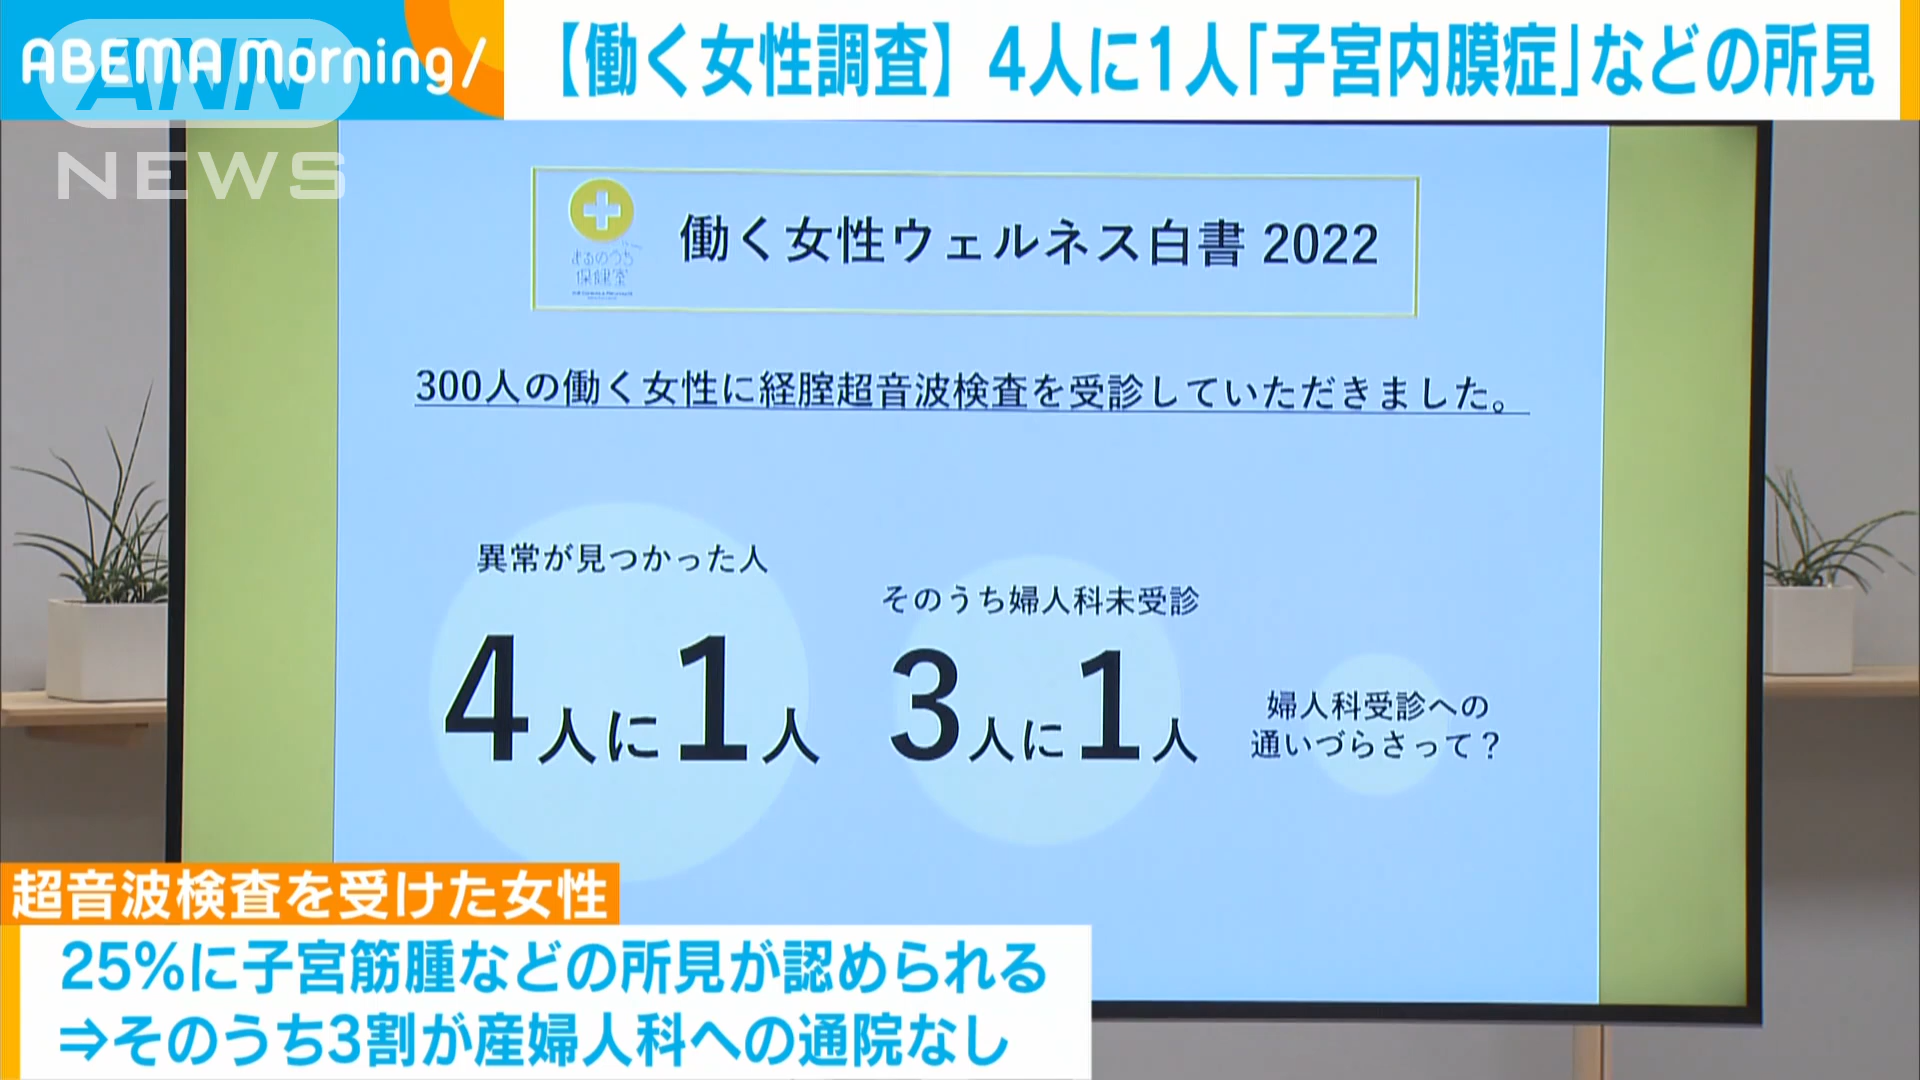 ABEMA Morning/
ANN
NEWS
【働く女性調査】4人に1人「子宮内膜症」などの所見
まるのうち
保健室
働く女性ウェルネス白書 2022
300人の働く女性に経腟超音波検査を受診していただきました。
異常が見つかった人
4人に1人
そのうち婦人科未受診
3人に1人
婦人科受診への
通いづらさって？
超音波検査を受けた女性
25%に子宮筋腫などの所見が認められる
⇒そのうち3割が産婦人科への通院なし